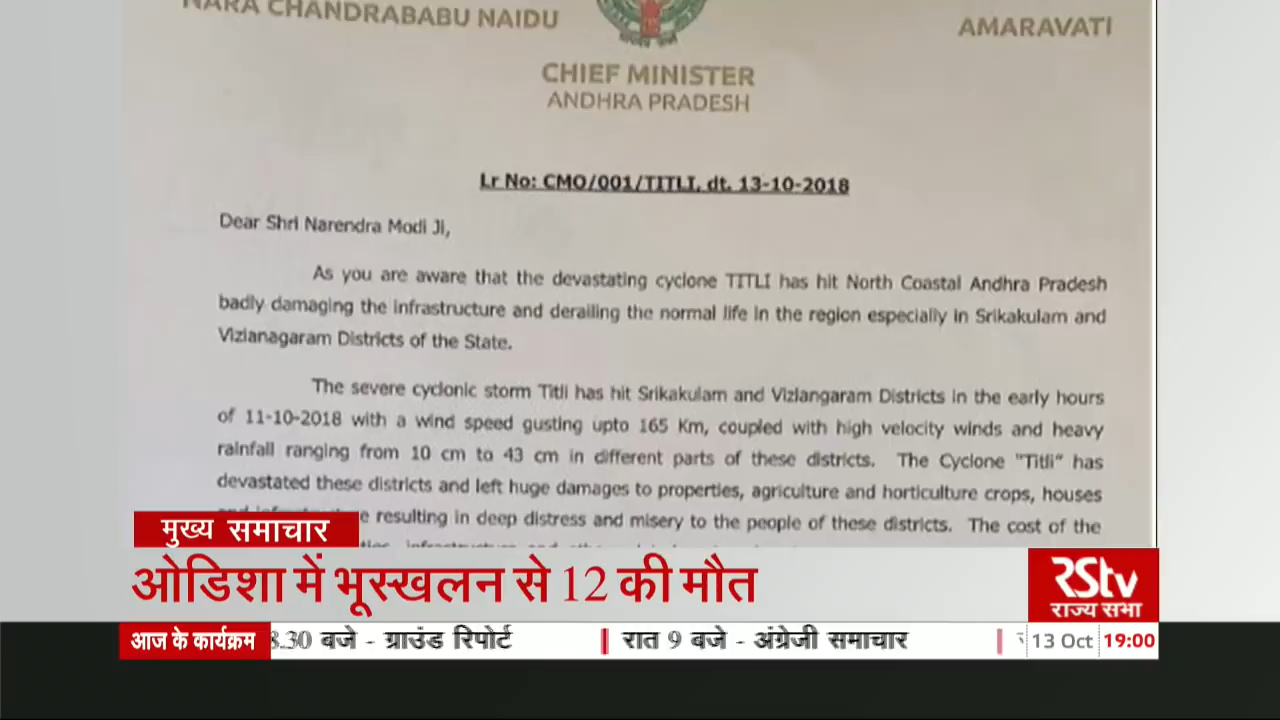 NARA CHANDRABABU NAIDU
AMARAVATI
CHIEF MINISTER
ANDHRA PRADESH
Lr No: CMO/001/TITLI, dt. 13-10-2018
Dear Shri Narendra Modi Ji,
As you are aware that the devastating cyclone TITLI has hit North Coastal Andhra Pradesh
badly damaging the infrastructure and derailing the normal life in the region especially in Srikakulam and
Vizianagaram Districts of the State.
The severe cyclonic storm Titli has hit Srikakulam and Vizlangaram Districts in the early hours
of 11-10-2018 with a wind speed gusting upto 165 Km, coupled with high velocity winds and heavy
rainfall ranging from 10 cm to 43 cm in different parts of these districts. The Cyclone "Titli" has
devastated these districts and left huge damages to properties, agriculture and horticulture crops, houses
resulting in deep distress and misery to the people of these districts. The cost of the
मुख्य समाचार
ओडिशा में भूस्खलन से 12 की मौत
RStv
राज्य सभा
आज के कार्यक्रम 8.30 बजे - ग्राउंड रिपोर्ट | रात 9 बजे - अंग्रेजी समाचार | 13 Oct 19:00